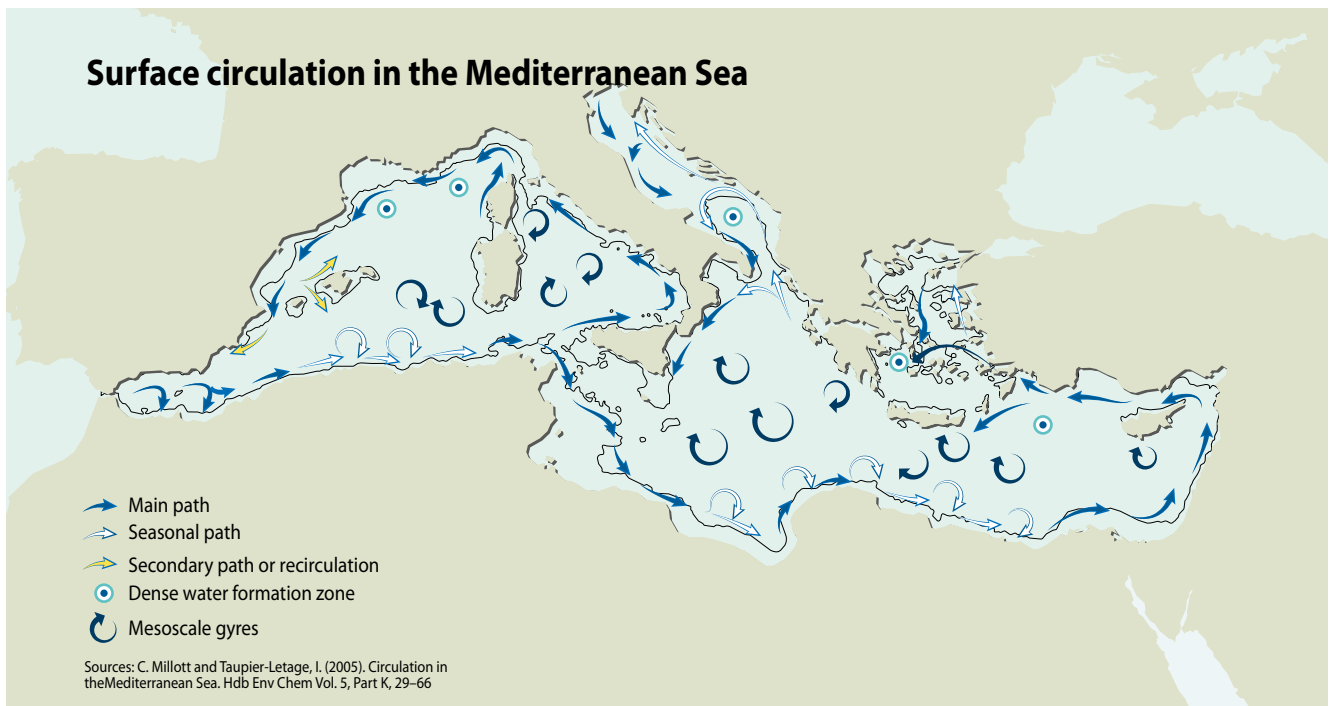 Surface circulation in the Mediterranean Sea
Main path
Seasonal path
Secondary path or recirculation
Dense water formation zone
Mesoscale gyres
Sources: C. Millott and Taupier-Letage, I. (2005). Circulation in
theMediterranean Sea. Hdb Env Chem Vol. 5, Part K, 29–66